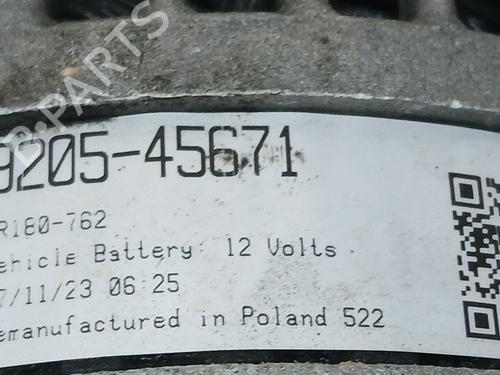 B-PARTS
9205-45671
R180-762
ehicle Battery: 12 Volts
7/11/23 06:25
emanufactured in Poland 522